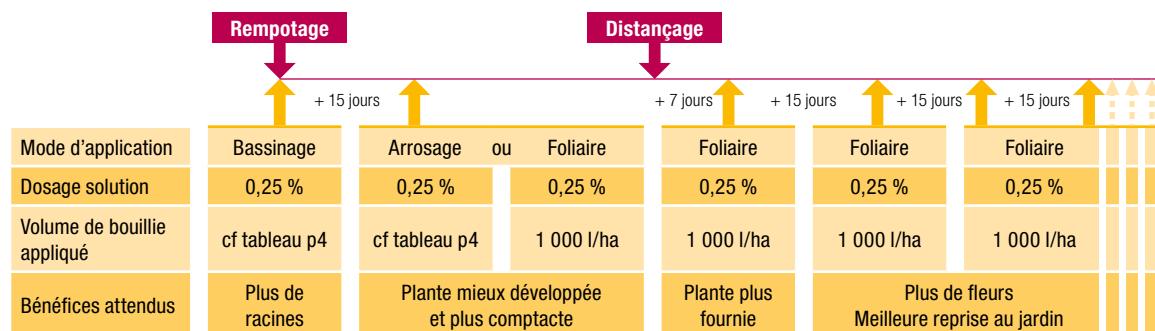 Rempotage
Distançage
+ 15 jours
+ 7 jours
+ 15 jours
+ 15 jours
+ 15 jours
Mode d’application
Bassinage
Arrosage
ou
Foliaire
Foliaire
Foliaire
Foliaire
Dosage solution
0,25 %
0,25 %
0,25 %
0,25 %
0,25 %
0,25 %
Volume de bouillie
appliqué
cf tableau p4
cf tableau p4
1 000 l/ha
1 000 l/ha
1 000 l/ha
1 000 l/ha
Bénéfices attendus
Plus de
racines
Plante mieux développée
et plus comptacte
Plante plus
fournie
Plus de fleurs
Meilleure reprise au jardin